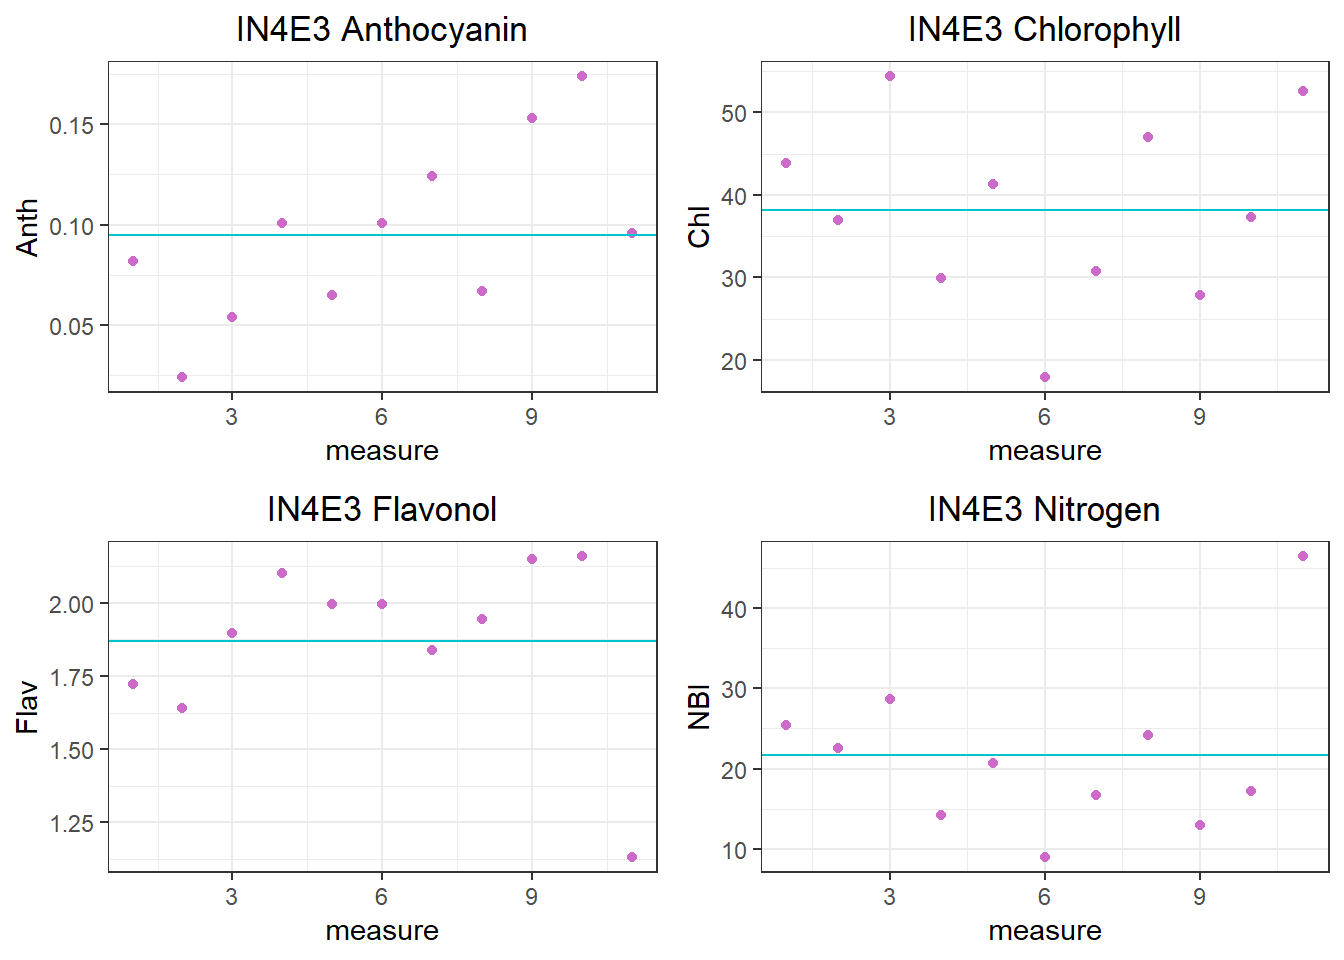 IN4E3 Anthocyanin
0.15
0.10
0.05
Anth
3 6 9
measure
IN4E3 Chlorophyll
50
40
30
20
Chl
3 6 9
measure
IN4E3 Flavonol
2.00
1.75
1.50
1.25
Flav
3 6 9
measure
IN4E3 Nitrogen
40
30
20
10
NBI
3 6 9
measure